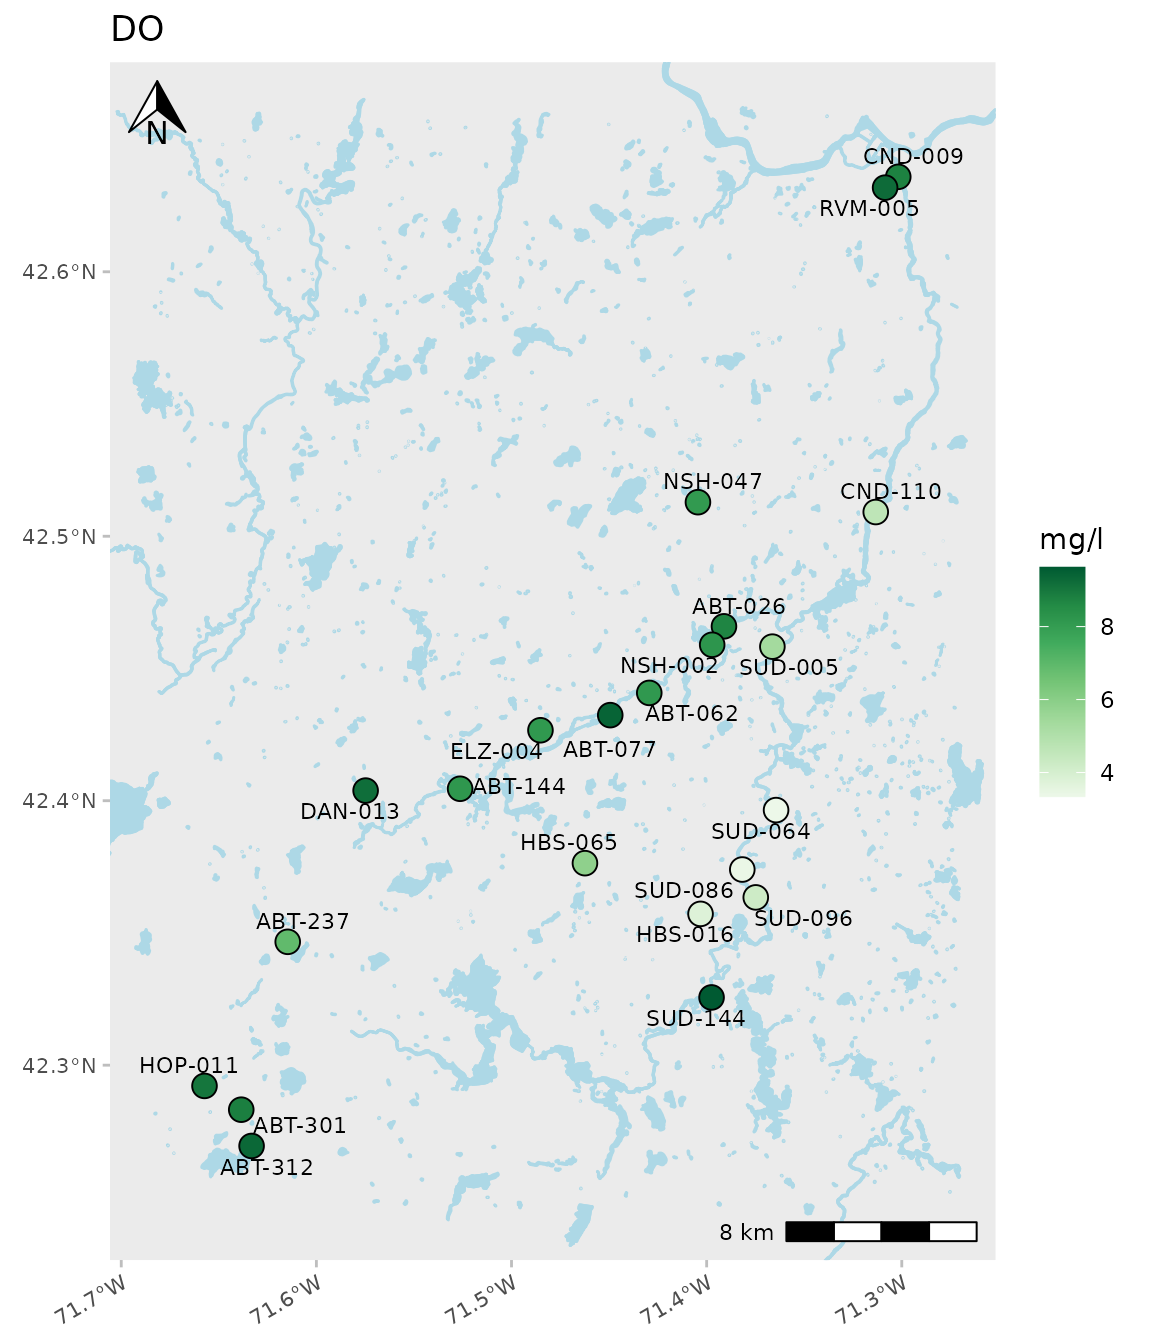 DO
N
CND-009
RVM-005
42.6°N
NSH-047
CND-110
42.5°N
mg/l
ABT-026
8
NSH-002
SUD-005
ABT-062
6
ELZ-004
ABT-077
4
ABT-144
42.4°N
DAN-013
SUD-064
HBS-065
SUD-086
SUD-096
ABT-237
HBS-016
SUD-144
42.3°N
HOP-011
ABT-301
ABT-312
8 km
71.7°W
71.6°W
71.5°W
71.4°W
71.3°W